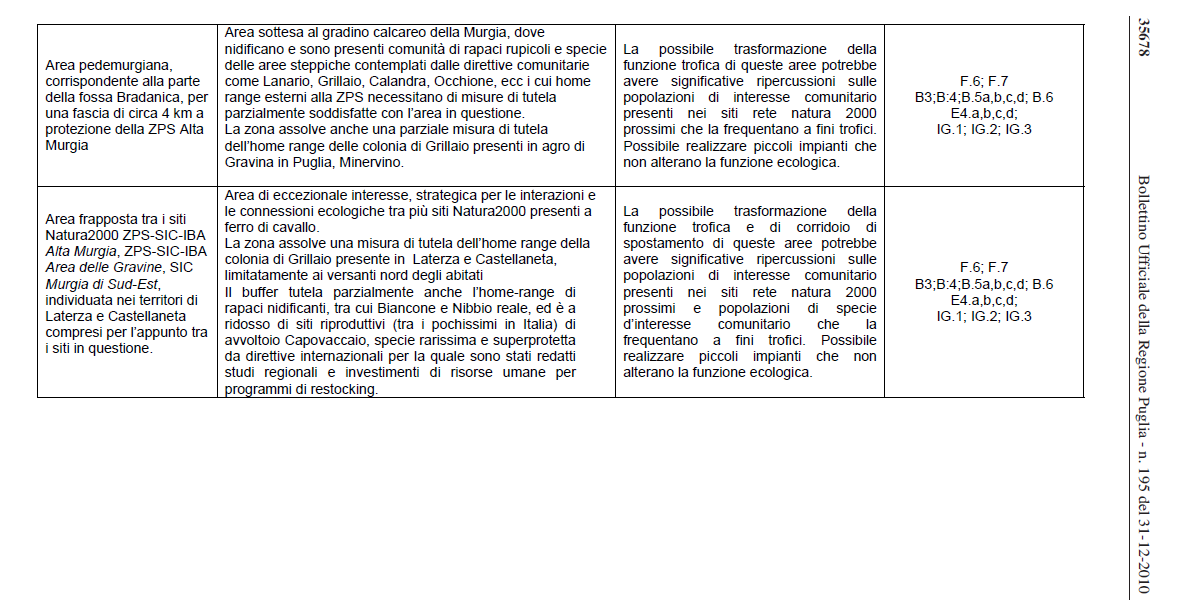 Area pedemurgiana,
corrispondente alla parte
della fossa Bradanica, per
una fascia di circa 4 km a
protezione della ZPS Alta
Murgia
Area sottesa al gradino calcareo della Murgia, dove
nidificano e sono presenti comunità di rapaci rupicoli e specie
delle aree steppiche contemplati dalle direttive comunitarie
come Lanario, Grillaio, Calandra, Occhione, ecc i cui home
range esterni alla ZPS necessitano di misure di tutela
parzialmente soddisfatte con l'area in questione.
La zona assolve anche una parziale misura di tutela
dell'home range delle colonia di Grillaio presenti in agro di
Gravina in Puglia, Minervino.
La possibile trasformazione della
funzione trofica di queste aree potrebbe
avere significative ripercussioni sulle
popolazioni di interesse comunitario
presenti nei siti rete natura 2000
prossimi che la frequentano a fini trofici.
Possibile realizzare piccoli impianti che
non alterano la funzione ecologica.
F.6; F.7
B3;B:4;B.5a,b,c,d; B.6
E4.a,b,c,d;
IG.1; IG.2; IG.3
Area frapposta tra i siti
Natura2000 ZPS-SIC-IBA
Alta Murgia, ZPS-SIC-IBA
Area delle Gravine, SIC
Murgia di Sud-Est,
individuata nei territori di
Laterza e Castellaneta
compresi per l'appunto tra
i siti in questione.
Area di eccezionale interesse, strategica per le interazioni e
le connessioni ecologiche tra più siti Natura2000 presenti a
ferro di cavallo.
La zona assolve una misura di tutela dell'home range della
colonia di Grillaio presente in Laterza e Castellaneta,
limitatamente ai versanti nord degli abitati
Il buffer tutela parzialmente anche l'home-range di
rapaci nidificanti, tra cui Biancone e Nibbio reale, ed è a
ridosso di siti riproduttivi (tra i pochissimi in Italia) di
avvoltoio Capovaccaio, specie rarissima e superprotetta
da direttive internazionali per la quale sono stati redatti
studi regionali e investimenti di risorse umane per
programmi di restocking.
La possibile trasformazione della
funzione trofica e di corridoio di
spostamento di queste aree potrebbe
avere significative ripercussioni sulle
popolazioni di interesse comunitario
presenti nei siti rete natura 2000
prossimi e popolazioni di specie
d'interesse comunitario che la
frequentano a fini trofici. Possibile
realizzare piccoli impianti che non
alterano la funzione ecologica.
F.6; F.7
B3;B:4;B.5a,b,c,d; B.6
E4.a,b,c,d;
IG.1; IG.2; IG.3
35678
Bollettino Ufficiale della Regione Puglia - n. 195 del 31-12-2010